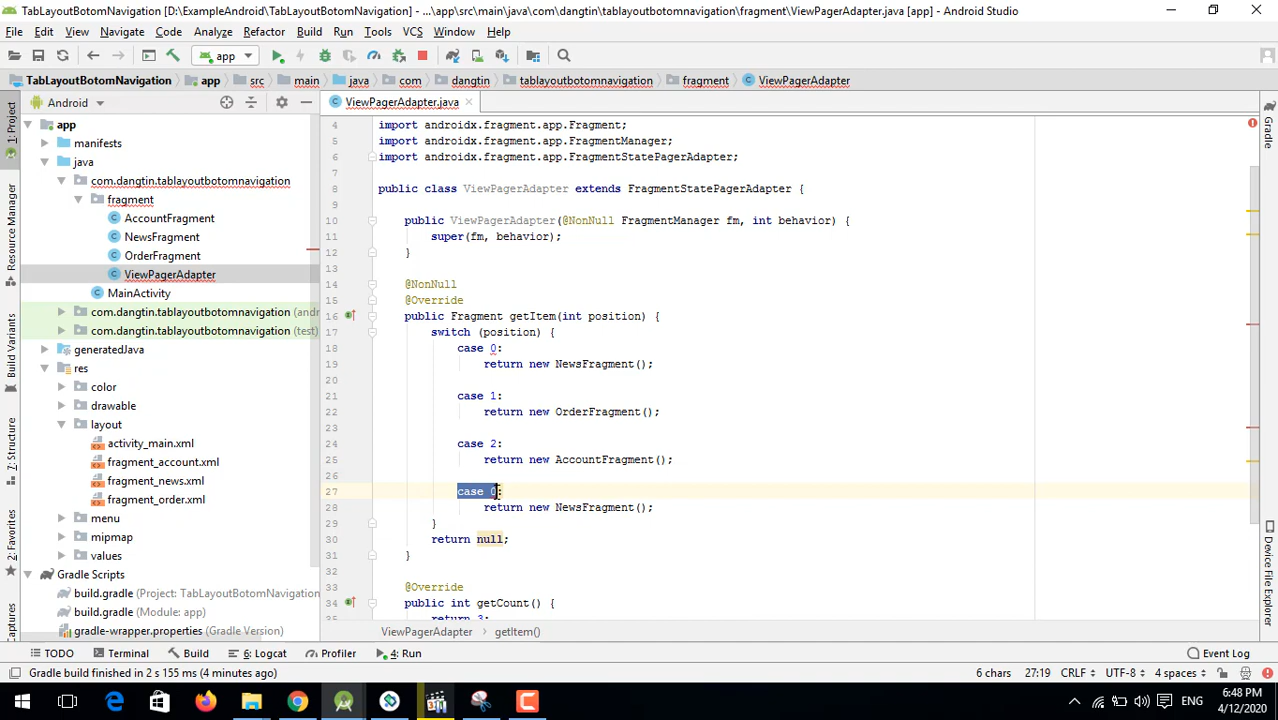 TabLayoutBotomNavigation [D:\ExampleAndroid\TabLayoutBotomNavigation] - ...\app\src\main\java\com\dangtin\tablayoutbotomnavigation\fragment\ViewPagerAdapter.java [app] - Android Studio
File Edit View Navigate Code Analyze Refactor Build Run Tools VCS Window Help
app
TabLayoutBotomNavigation app src main java com dangtin tablayoutbotomnavigation fragment ViewPagerAdapter
Android
ViewPagerAdapter.java
1: Project
Resource Manager
Build Variants
7: Structure
2: Favorites
Captures
app
manifests
java
com.dangtin.tablayoutbotomnavigation
fragment
AccountFragment
NewsFragment
OrderFragment
ViewPagerAdapter
MainActivity
com.dangtin.tablayoutbotomnavigation (andr
com.dangtin.tablayoutbotomnavigation (test)
generatedJava
res
color
drawable
layout
activity_main.xml
fragment_account.xml
fragment_news.xml
fragment_order.xml
menu
mipmap
values
Gradle Scripts
build.gradle (Project: TabLayoutBotomNavigation
build.gradle (Module: app)
gradle-wrapper.properties (Gradle Version)
4 import androidx.fragment.app.Fragment;
5 import androidx.fragment.app.FragmentManager;
6 import androidx.fragment.app.FragmentStatePagerAdapter;
7
8 public class ViewPagerAdapter extends FragmentStatePagerAdapter {
9
10 public ViewPagerAdapter(@NonNull FragmentManager fm, int behavior) {
11 super(fm, behavior);
12 }
13
14 @NonNull
15 @Override
16 public Fragment getItem(int position) {
17 switch (position) {
18 case 0:
19 return new NewsFragment();
20
21 case 1:
22 return new OrderFragment();
23
24 case 2:
25 return new AccountFragment();
26
27 case 0:
28 return new NewsFragment();
29 }
30 return null;
31 }
32
33 @Override
34 public int getCount() {
35 return 3;
ViewPagerAdapter getItem()
Gradle
Device File Explorer
TODO Terminal Build 6: Logcat Profiler 4: Run Event Log
Gradle build finished in 2 s 155 ms (4 minutes ago) 6 chars 27:19 CRLF UTF-8 4 spaces
ENG
6:48 PM
4/12/2020